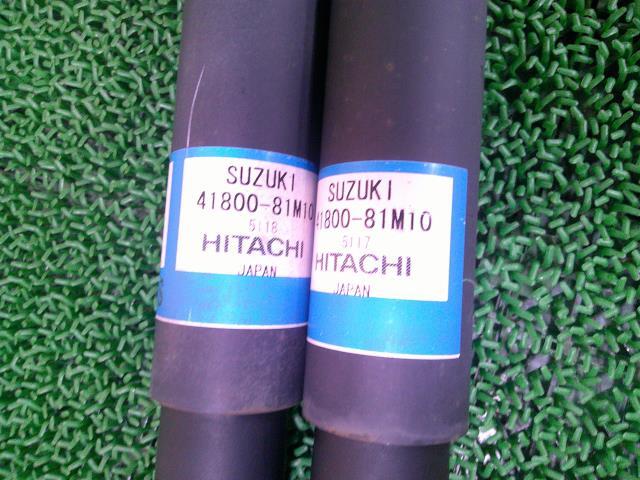 SUZUKI
41800-81M10
5118
HITACHI
JAPAN
SUZUKI
41800-81M10
5117
HITACHI
JAPAN